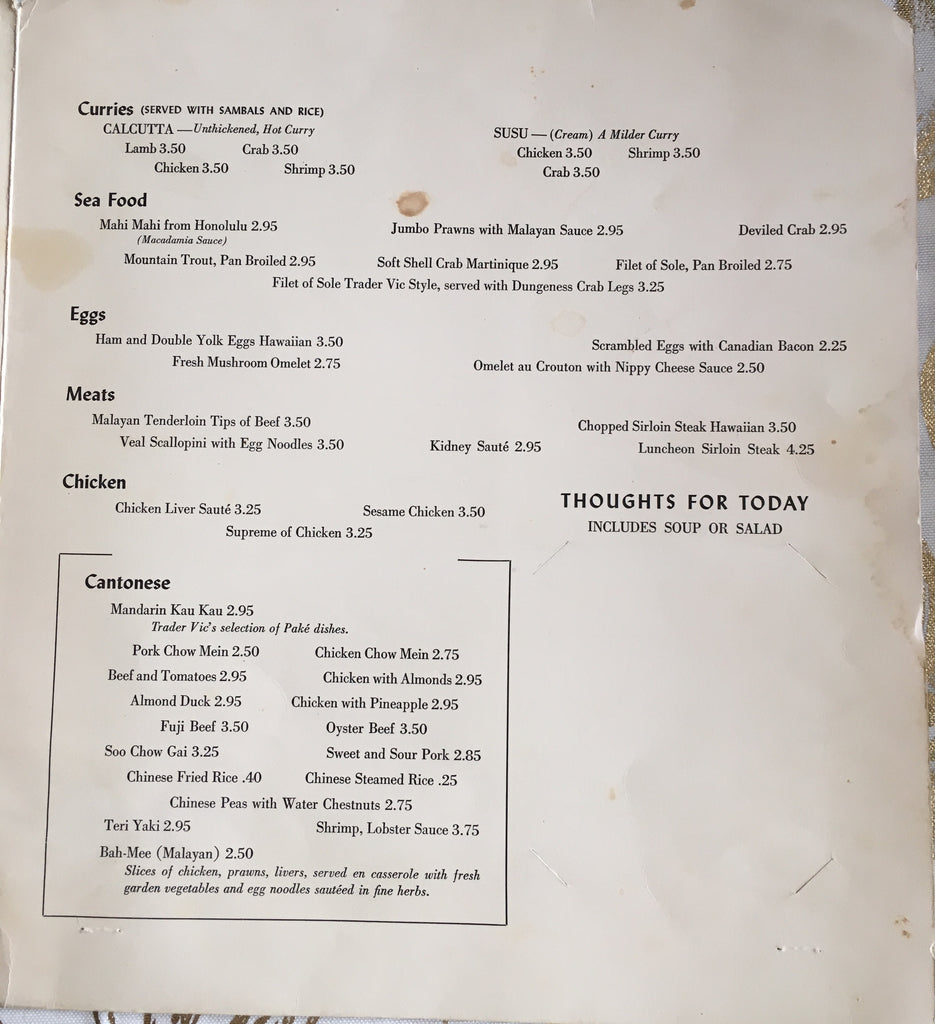 Curries (SERVED WITH SAMBALS AND RICE)
CALCUTTA — Unthickened, Hot Curry
Lamb 3.50 Crab 3.50
Chicken 3.50 Shrimp 3.50
SUSU — (Cream) A Milder Curry
Chicken 3.50 Shrimp 3.50
Crab 3.50
Sea Food
Mahi Mahi from Honolulu 2.95 Jumbo Prawns with Malayan Sauce 2.95 Deviled Crab 2.95
(Macadamia Sauce)
Mountain Trout, Pan Broiled 2.95 Soft Shell Crab Martinique 2.95 Filet of Sole, Pan Broiled 2.75
Filet of Sole Trader Vic Style, served with Dungeness Crab Legs 3.25
Eggs
Ham and Double Yolk Eggs Hawaiian 3.50 Scrambled Eggs with Canadian Bacon 2.25
Fresh Mushroom Omelet 2.75 Omelet au Crouton with Nippy Cheese Sauce 2.50
Meats
Malayan Tenderloin Tips of Beef 3.50 Chopped Sirloin Steak Hawaiian 3.50
Veal Scallopini with Egg Noodles 3.50 Kidney Sauté 2.95 Luncheon Sirloin Steak 4.25
Chicken
Chicken Liver Sauté 3.25 Sesame Chicken 3.50
Supreme of Chicken 3.25
THOUGHTS FOR TODAY
INCLUDES SOUP OR SALAD
Cantonese
Mandarin Kau Kau 2.95
Trader Vic's selection of Paké dishes.
Pork Chow Mein 2.50 Chicken Chow Mein 2.75
Beef and Tomatoes 2.95 Chicken with Almonds 2.95
Almond Duck 2.95 Chicken with Pineapple 2.95
Fuji Beef 3.50 Oyster Beef 3.50
Soo Chow Gai 3.25 Sweet and Sour Pork 2.85
Chinese Fried Rice .40 Chinese Steamed Rice .25
Chinese Peas with Water Chestnuts 2.75
Teri Yaki 2.95 Shrimp, Lobster Sauce 3.75
Bah-Mee (Malayan) 2.50
Slices of chicken, prawns, livers, served en casserole with fresh
garden vegetables and egg noodles sautéed in fine herbs.